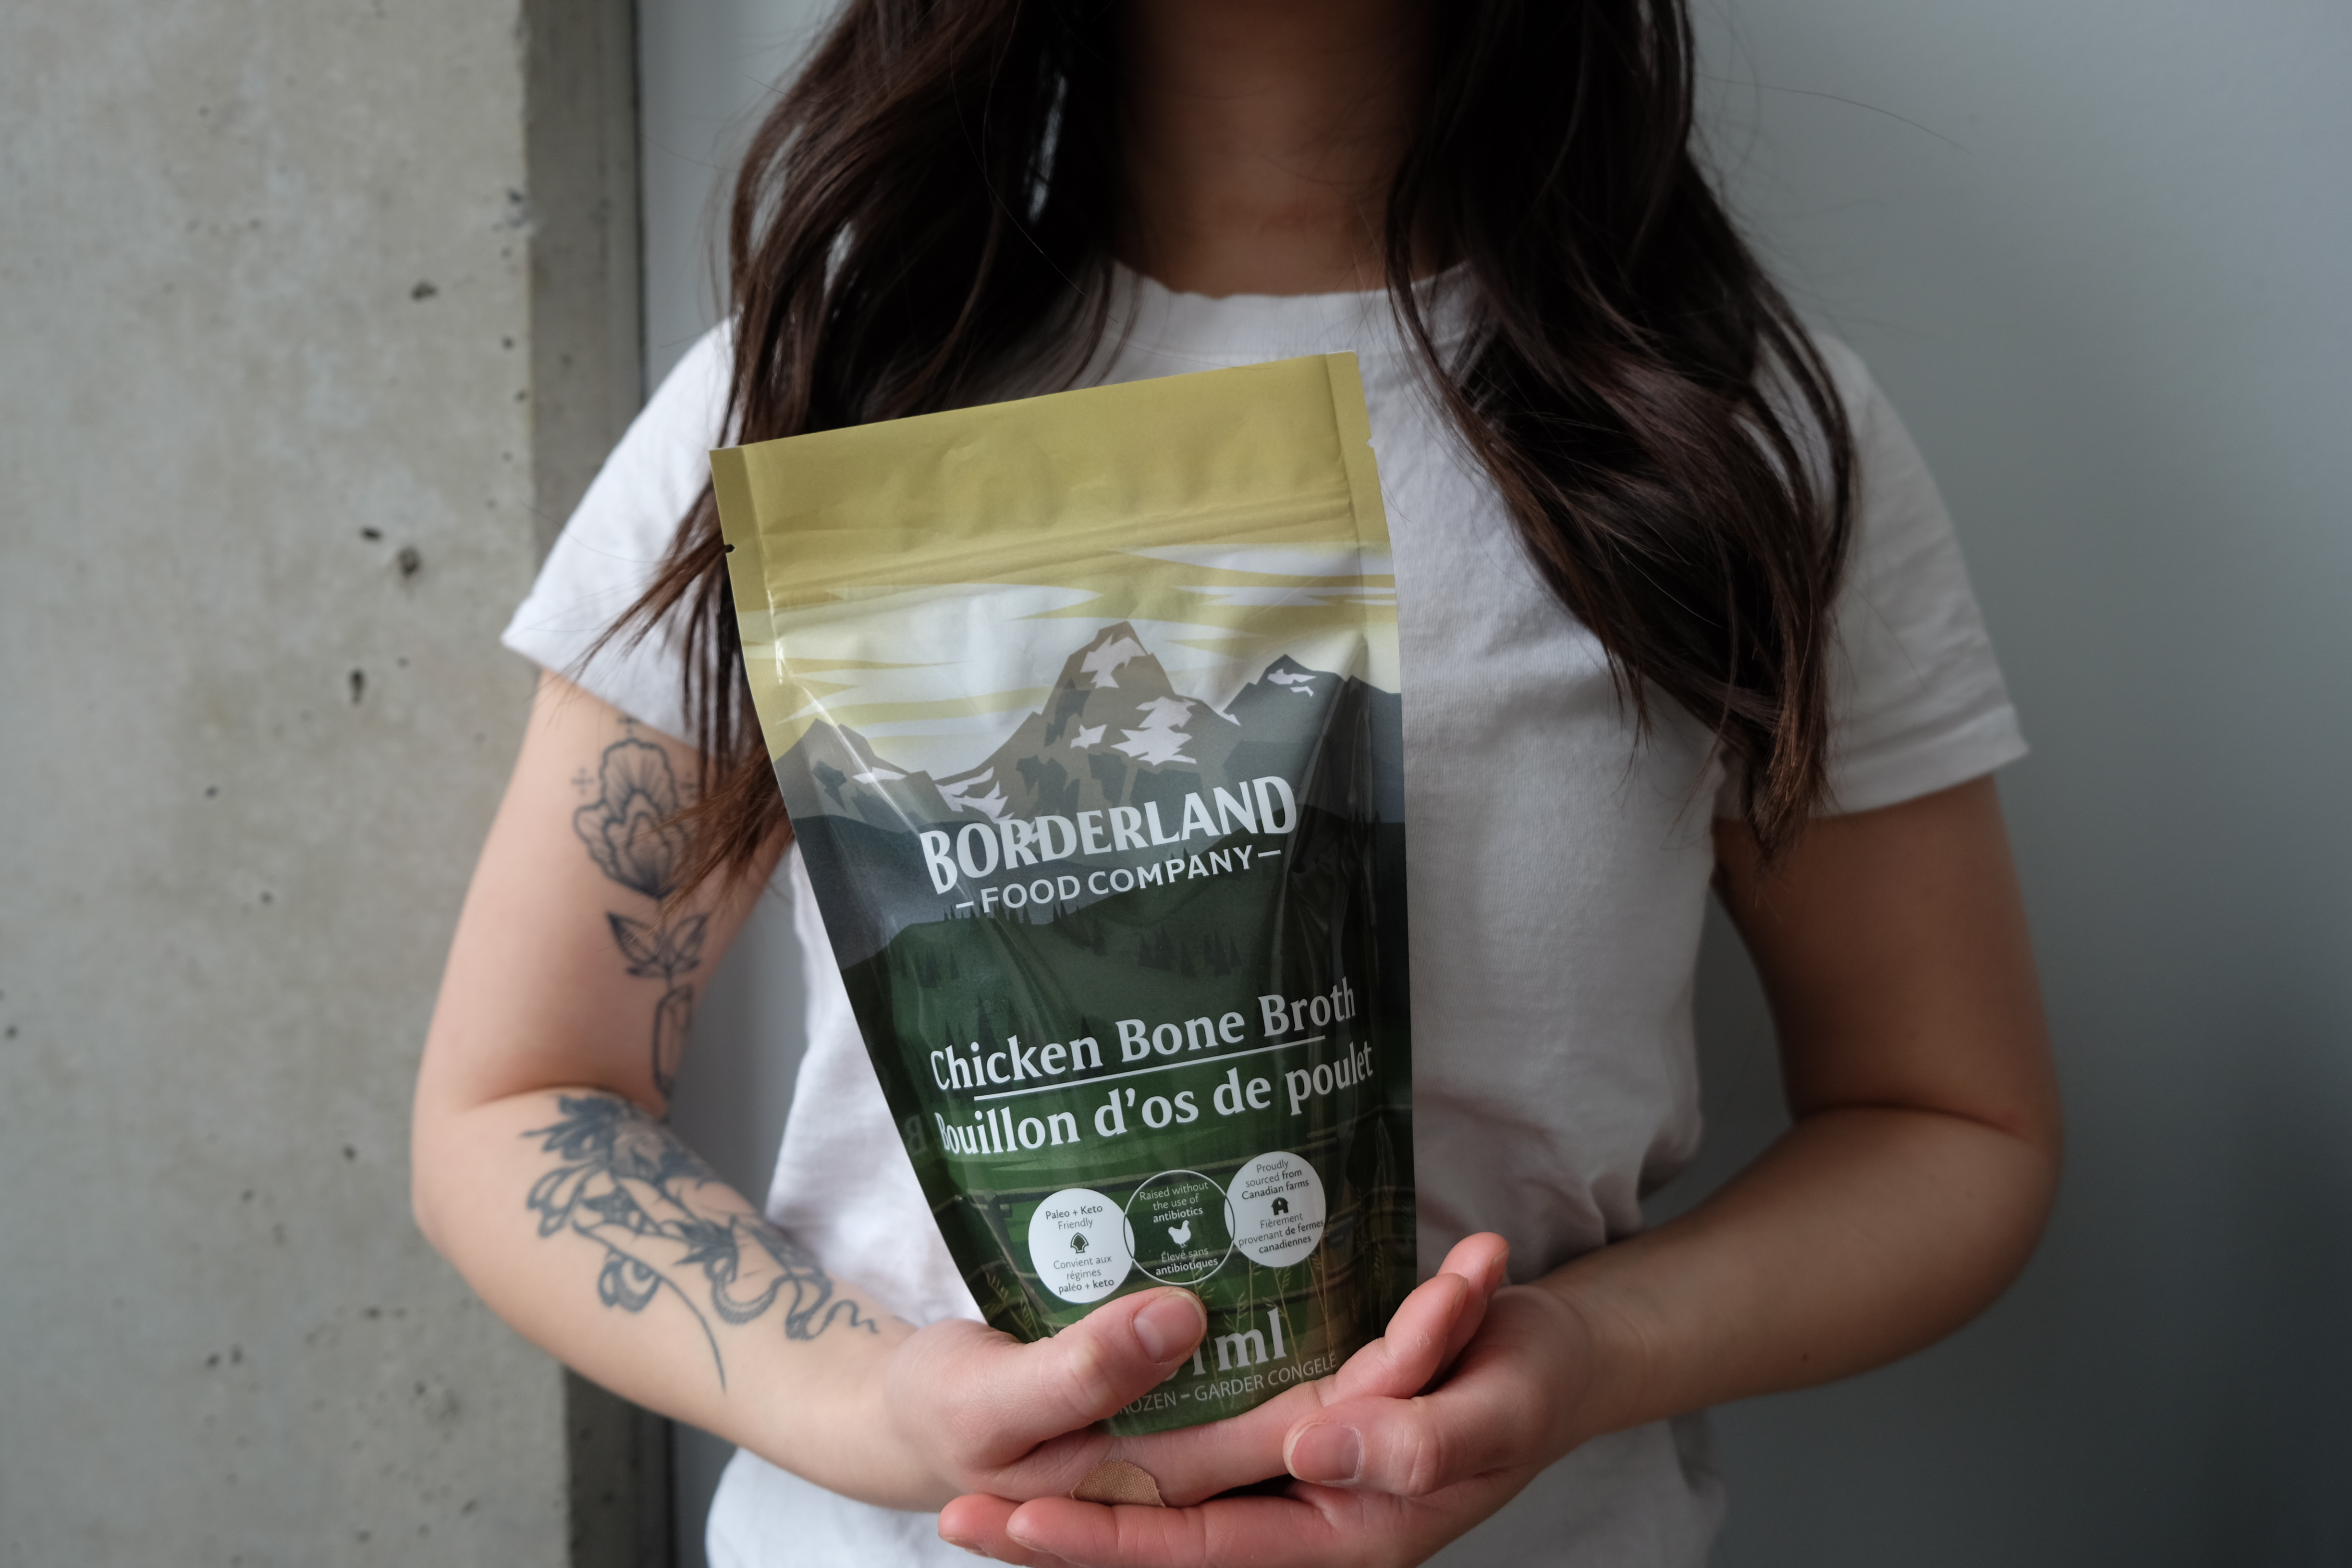 BORDERLAND
– FOOD COMPANY –
Chicken Bone Broth
Bouillon d'os de poulet
Paleo + Keto
Friendly
Convient aux
régimes
paléo + keto
Raised without
the use of
antibiotics
Élevé sans
antibiotiques
Proudly
sourced from
Canadian farms
Fièrement
provenant de fermes
canadiennes
ml
– GARDER CONGELÉ